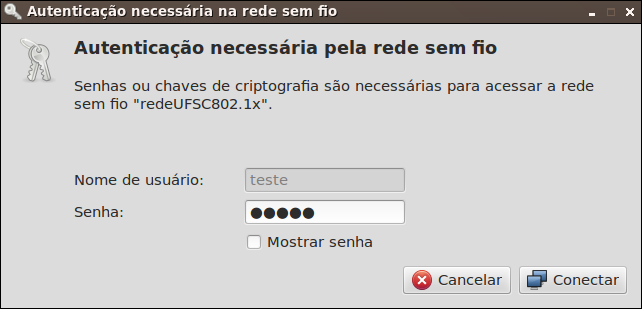 Autenticação necessária na rede sem fio
Autenticação necessária pela rede sem fio
Senhas ou chaves de criptografia são necessárias para acessar a rede
sem fio "redeUFSC802.1x".
Nome de usuário: teste
Senha: ●●●●●
Mostrar senha
Cancelar Conectar